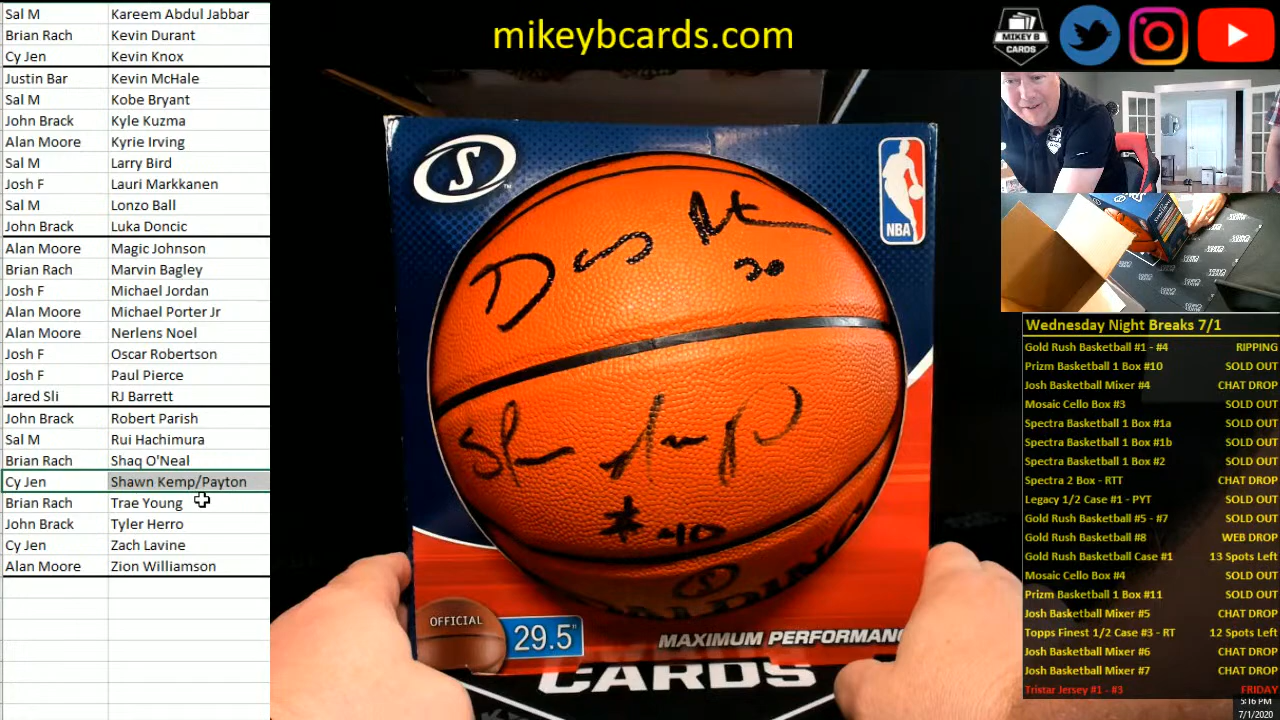 Sal M Kareem Abdul Jabbar
Brian Rach Kevin Durant
Cy Jen Kevin Knox
Justin Bar Kevin McHale
Sal M Kobe Bryant
John Brack Kyle Kuzma
Alan Moore Kyrie Irving
Sal M Larry Bird
Josh F Lauri Markkanen
Sal M Lonzo Ball
John Brack Luka Doncic
Alan Moore Magic Johnson
Brian Rach Marvin Bagley
Josh F Michael Jordan
Alan Moore Michael Porter Jr
Alan Moore Nerlens Noel
Josh F Oscar Robertson
Josh F Paul Pierce
Jared Sli RJ Barrett
John Brack Robert Parish
Sal M Rui Hachimura
Brian Rach Shaq O'Neal
Cy Jen Shawn Kemp/Payton
Brian Rach Trae Young
John Brack Tyler Herro
Cy Jen Zach Lavine
Alan Moore Zion Williamson
mikeybcards.com
MIKEY B
CARDS
S
NBA
20
#40
SPALDING
OFFICIAL
29.5"
MAXIMUM PERFORMANC
CARDS
Wednesday Night Breaks 7/1
Gold Rush Basketball #1 - #4 RIPPING
Prizm Basketball 1 Box #10 SOLD OUT
Josh Basketball Mixer #4 CHAT DROP
Mosaic Cello Box #3 SOLD OUT
Spectra Basketball 1 Box #1a SOLD OUT
Spectra Basketball 1 Box #1b SOLD OUT
Spectra Basketball 1 Box #2 SOLD OUT
Spectra 2 Box - RTT CHAT DROP
Legacy 1/2 Case #1 - PYT SOLD OUT
Gold Rush Basketball #5 - #7 SOLD OUT
Gold Rush Basketball #8 WEB DROP
Gold Rush Basketball Case #1 13 Spots Left
Mosaic Cello Box #4 SOLD OUT
Prizm Basketball 1 Box #11 SOLD OUT
Josh Basketball Mixer #5 CHAT DROP
Topps Finest 1/2 Case #3 - RT 12 Spots Left
Josh Basketball Mixer #6 CHAT DROP
Josh Basketball Mixer #7 CHAT DROP
Tristar Jersey #1 - #3 FRIDAY
5:16 PM
7/1/2020